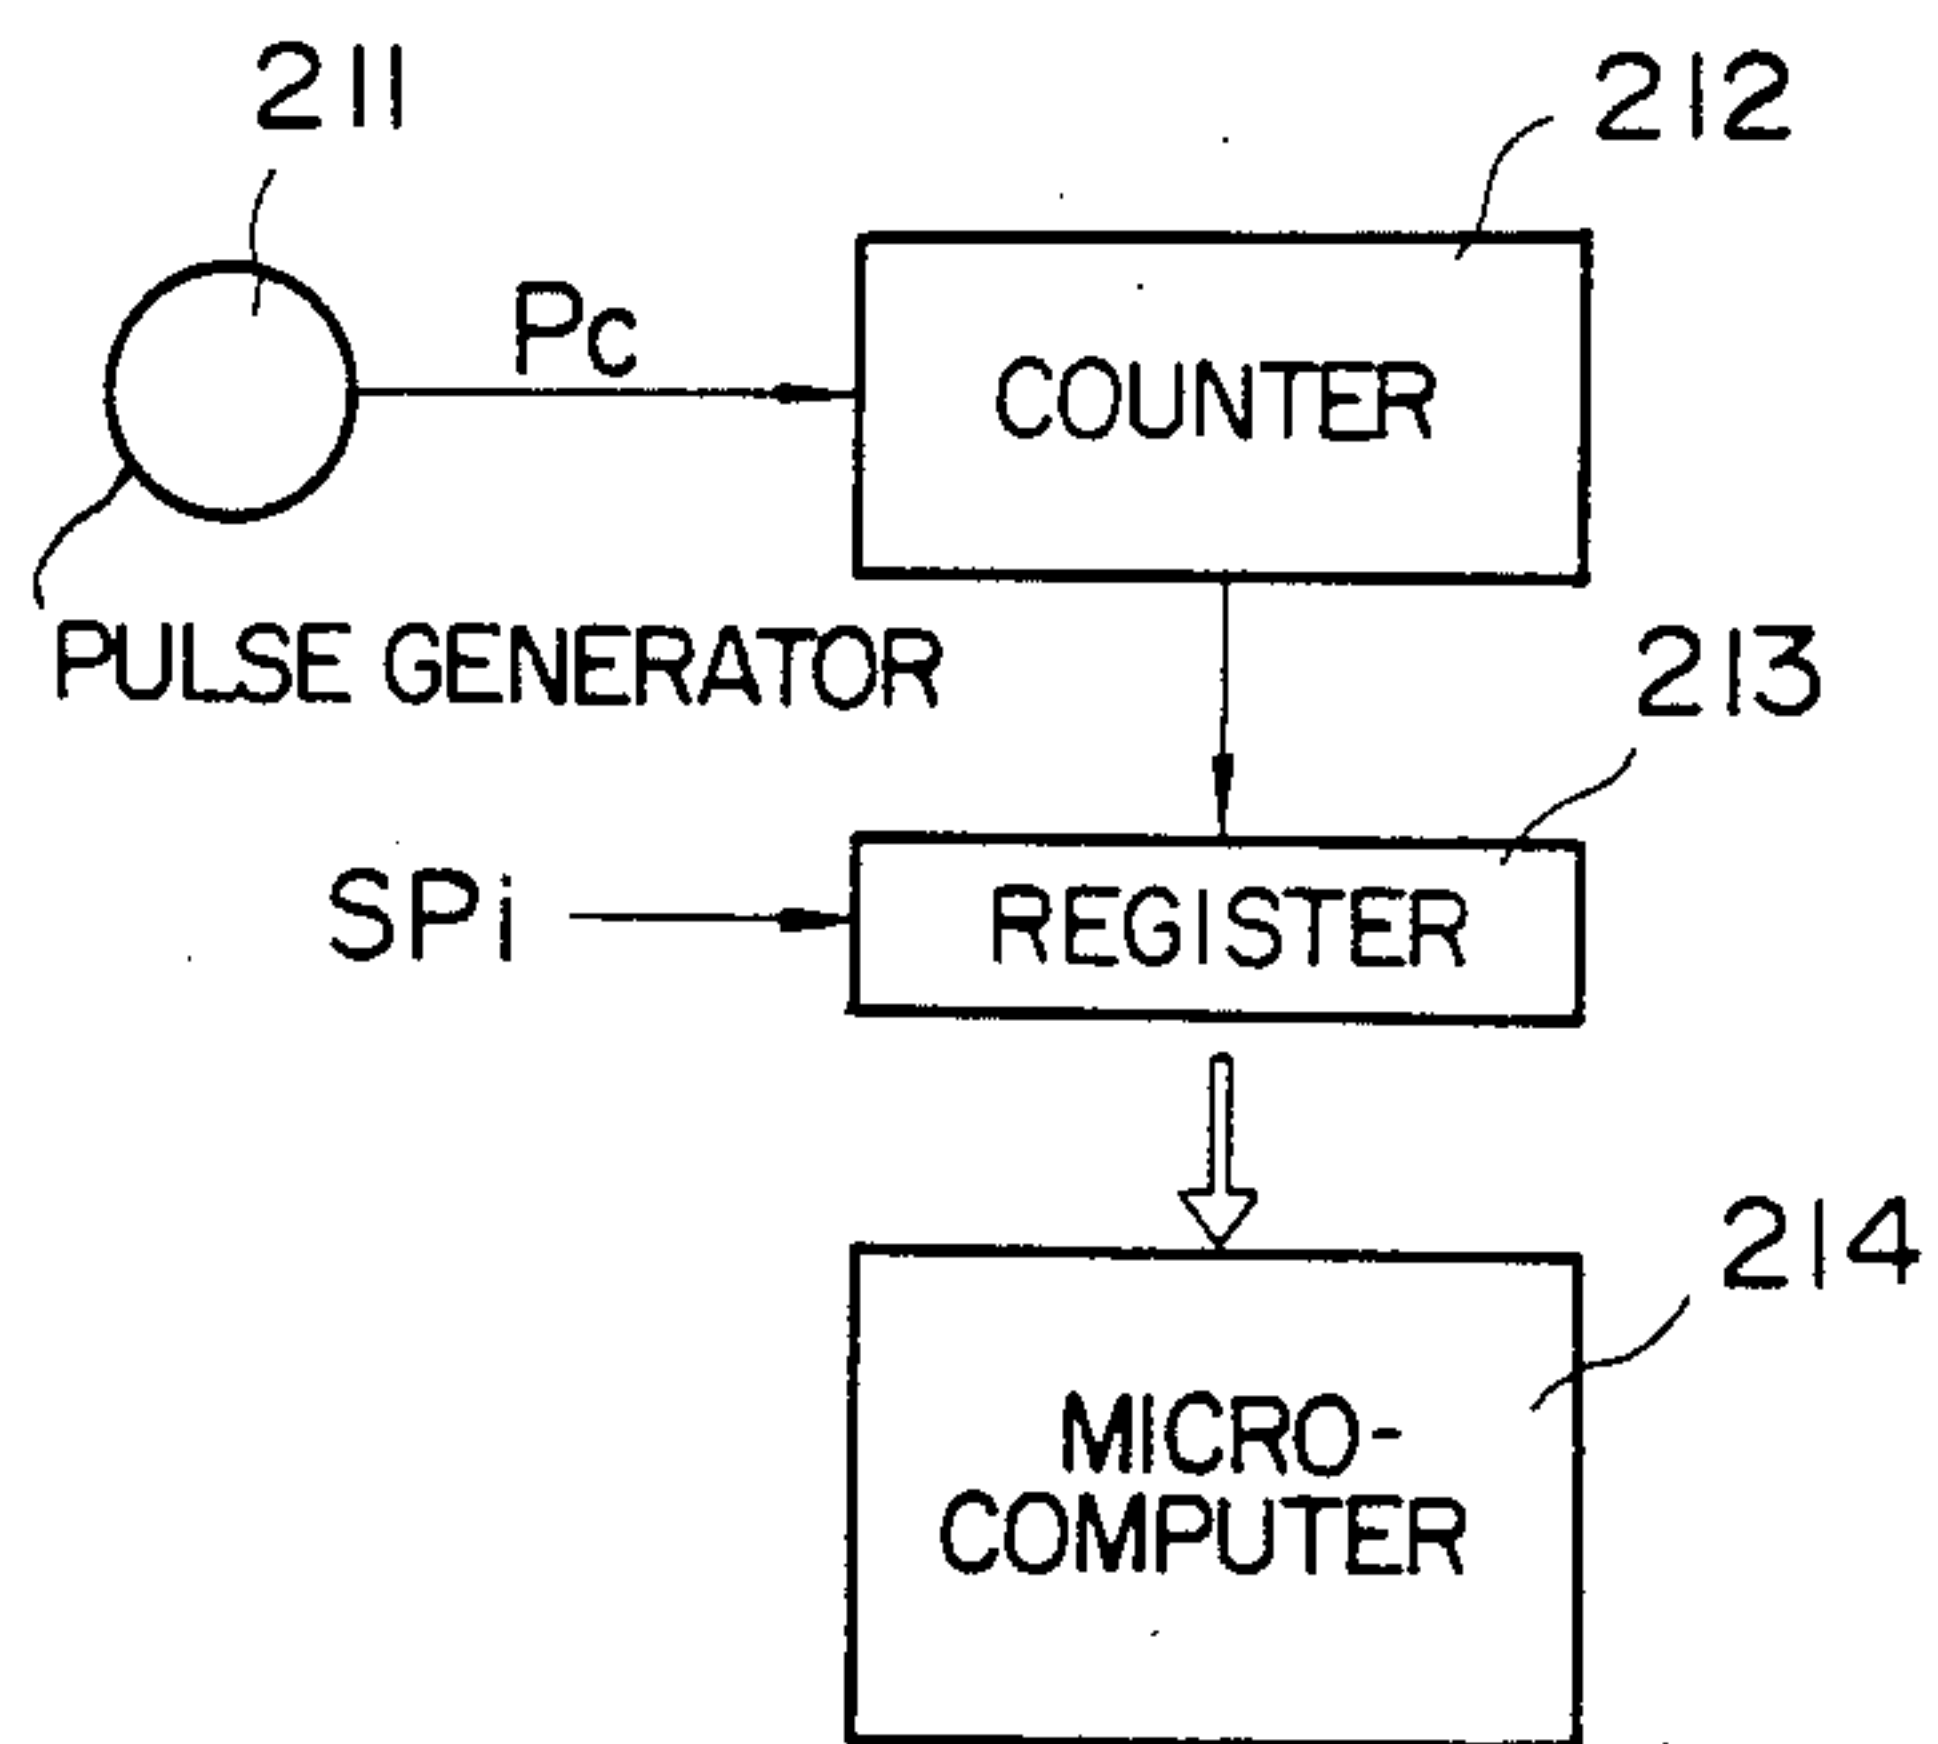 211
212
Pc
COUNTER
PULSE GENERATOR
213
SPi
REGISTER
214
MICRO-
COMPUTER